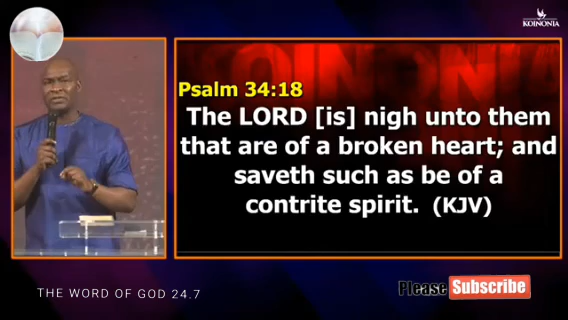 KOINONIA
Psalm 34:18
The LORD [is] nigh unto them
that are of a broken heart; and
saveth such as be of a
contrite spirit. (KJV)
THE WORD OF GOD 24.7
Please Subscribe